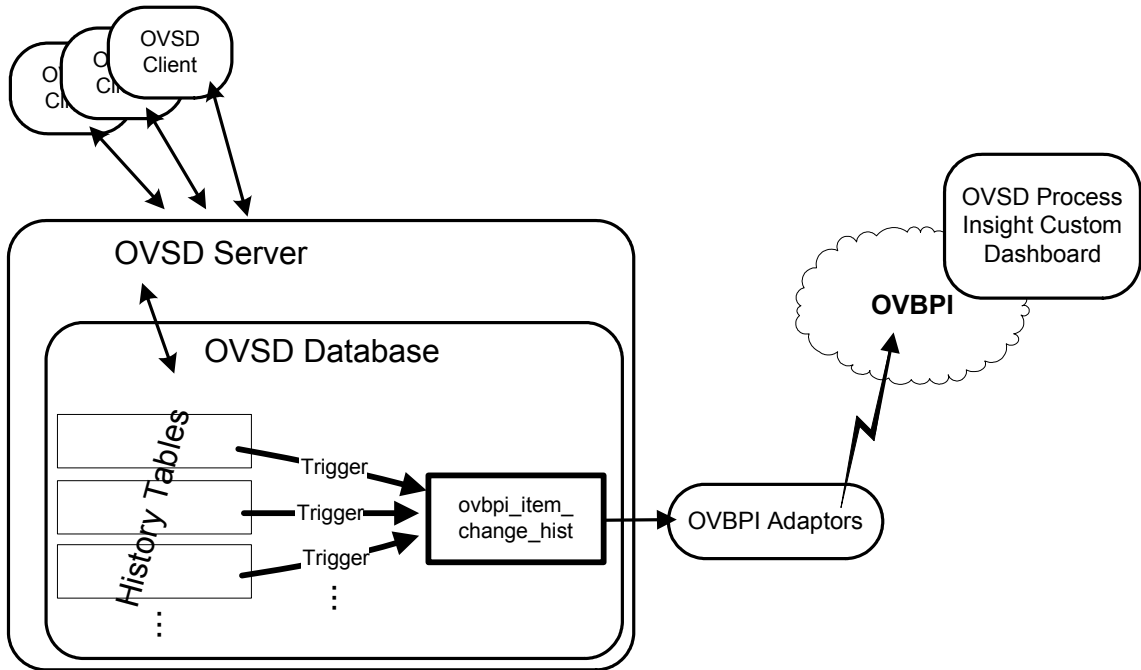 OVSD
Client
OVSD Process
Insight Custom
Dashboard
OVSD Server
OVBPI
OVSD Database
History Tables
Trigger
Trigger
Trigger
ovbpi_item_
change_hist
OVBPI Adaptors
...
...